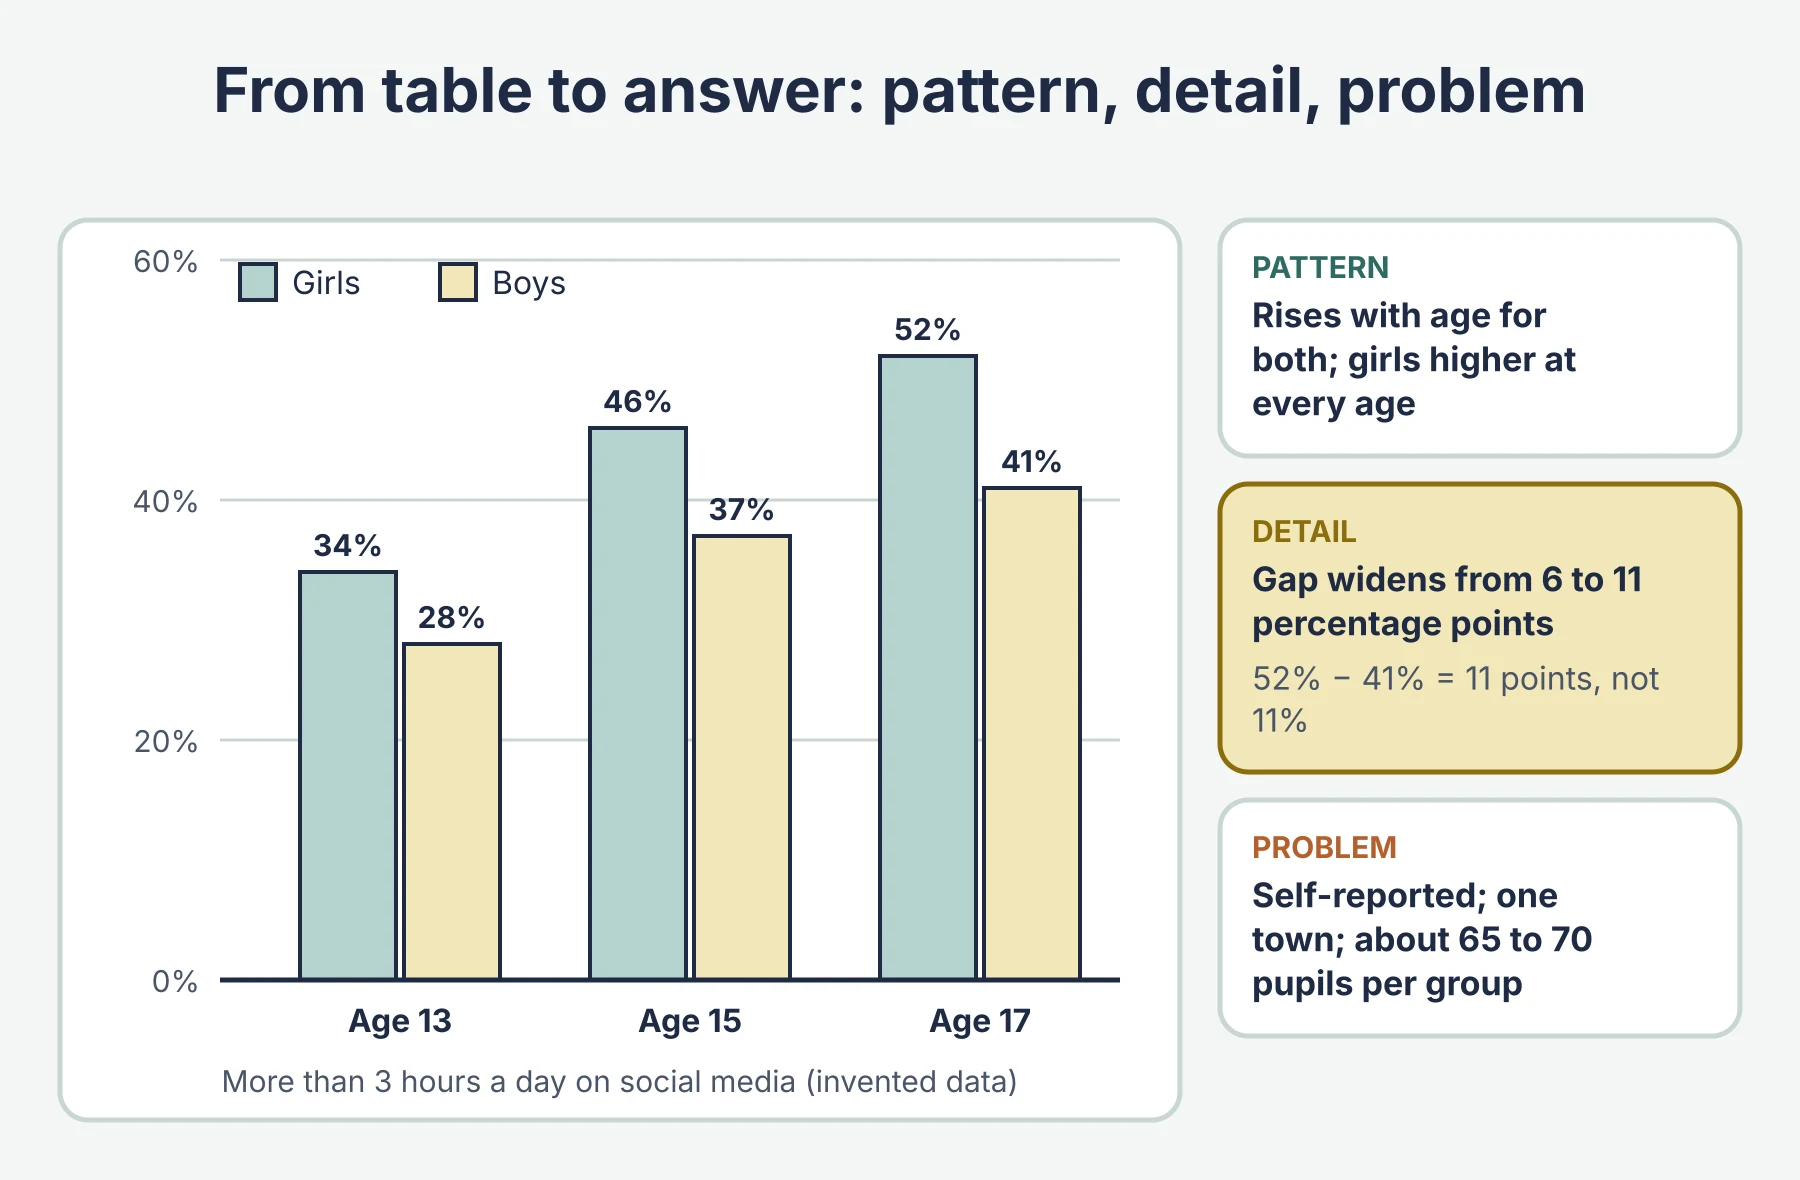 From table to answer: pattern, detail, problem
60%
Girls
Boys
52%
46%
41%
40%
37%
34%
28%
20%
0%
Age 13
Age 15
Age 17
More than 3 hours a day on social media (invented data)
PATTERN
Rises with age for
both; girls higher at
every age
DETAIL
Gap widens from 6 to 11
percentage points
52% − 41% = 11 points, not
11%
PROBLEM
Self-reported; one
town; about 65 to 70
pupils per group